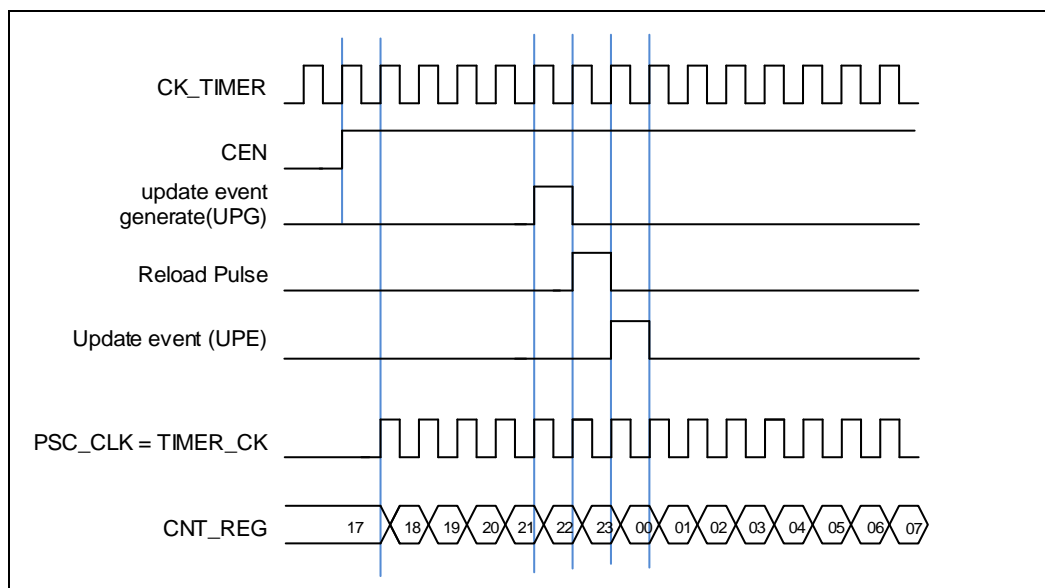 CK_TIMER
CEN
update event
generate(UPG)
Reload Pulse
Update event (UPE)
PSC_CLK = TIMER_CK
CNT_REG 17 18 19 20 21 22 23 00 01 02 03 04 05 06 07